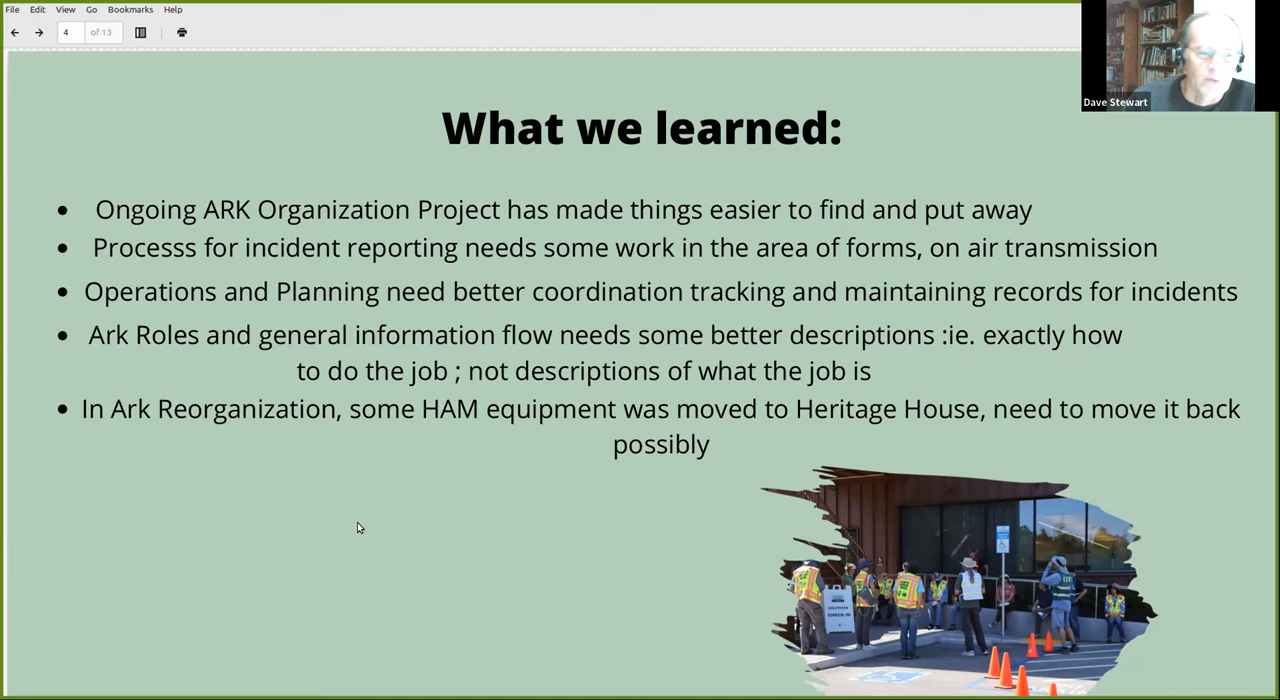 File Edit View Go Bookmarks Help
4 of 13
Dave Stewart
What we learned:
• Ongoing ARK Organization Project has made things easier to find and put away
• Processs for incident reporting needs some work in the area of forms, on air transmission
• Operations and Planning need better coordination tracking and maintaining records for incidents
• Ark Roles and general information flow needs some better descriptions :ie. exactly how
to do the job ; not descriptions of what the job is
• In Ark Reorganization, some HAM equipment was moved to Heritage House, need to move it back
possibly
CHECK IN